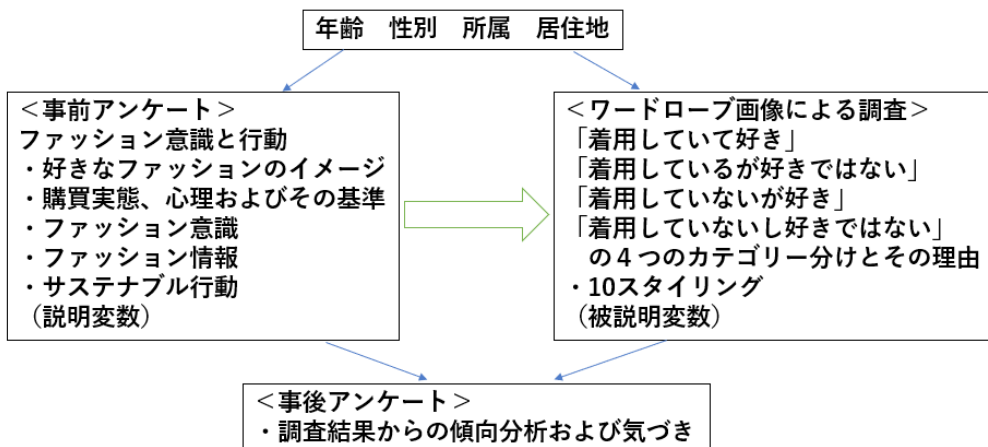 年齢　性別　所属　居住地
＜事前アンケート＞
ファッション意識と行動
・好きなファッションのイメージ
・購買実態、心理およびその基準
・ファッション意識
・ファッション情報
・サステナブル行動
（説明変数）
＜ワードローブ画像による調査＞
「着用していて好き」
「着用しているが好きではない」
「着用していないが好き」
「着用していないし好きではない」
の４つのカテゴリー分けとその理由
・10スタイリング
（被説明変数）
＜事後アンケート＞
・調査結果からの傾向分析および気づき